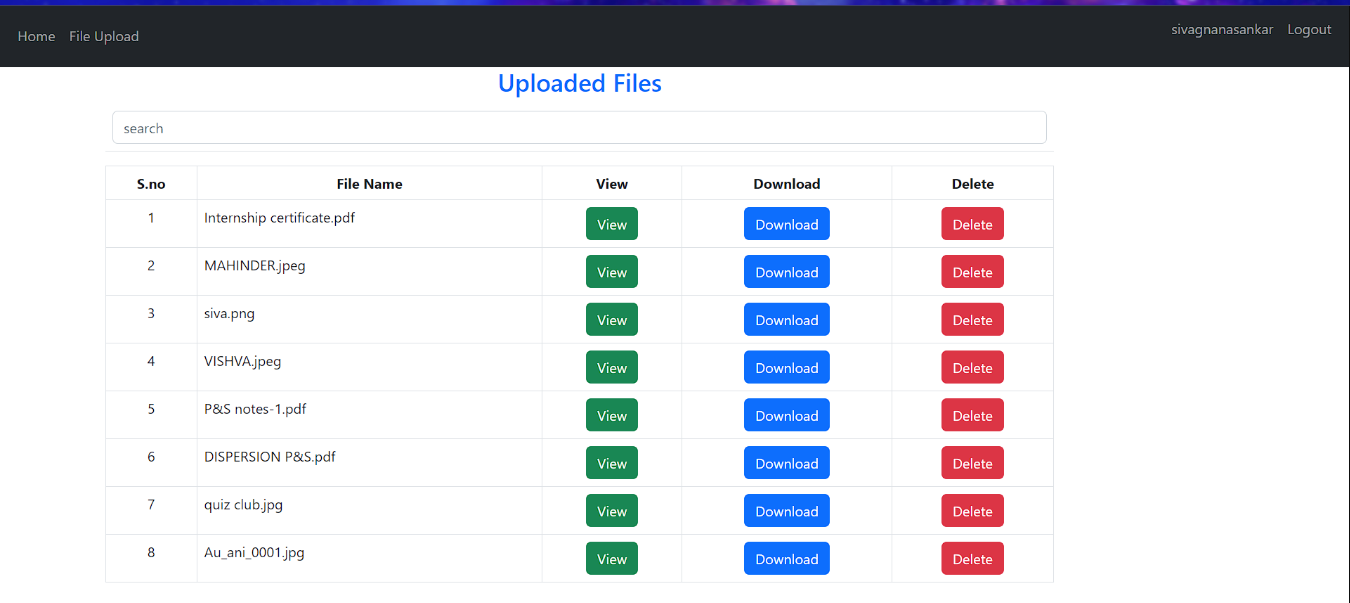 Home File Upload sivagnanasankar Logout
Uploaded Files
search
S.no File Name View Download Delete
1 Internship certificate.pdf View Download Delete
2 MAHINDER.jpeg View Download Delete
3 siva.png View Download Delete
4 VISHVA.jpeg View Download Delete
5 P&S notes-1.pdf View Download Delete
6 DISPERSION P&S.pdf View Download Delete
7 quiz club.jpg View Download Delete
8 Au_ani_0001.jpg View Download Delete